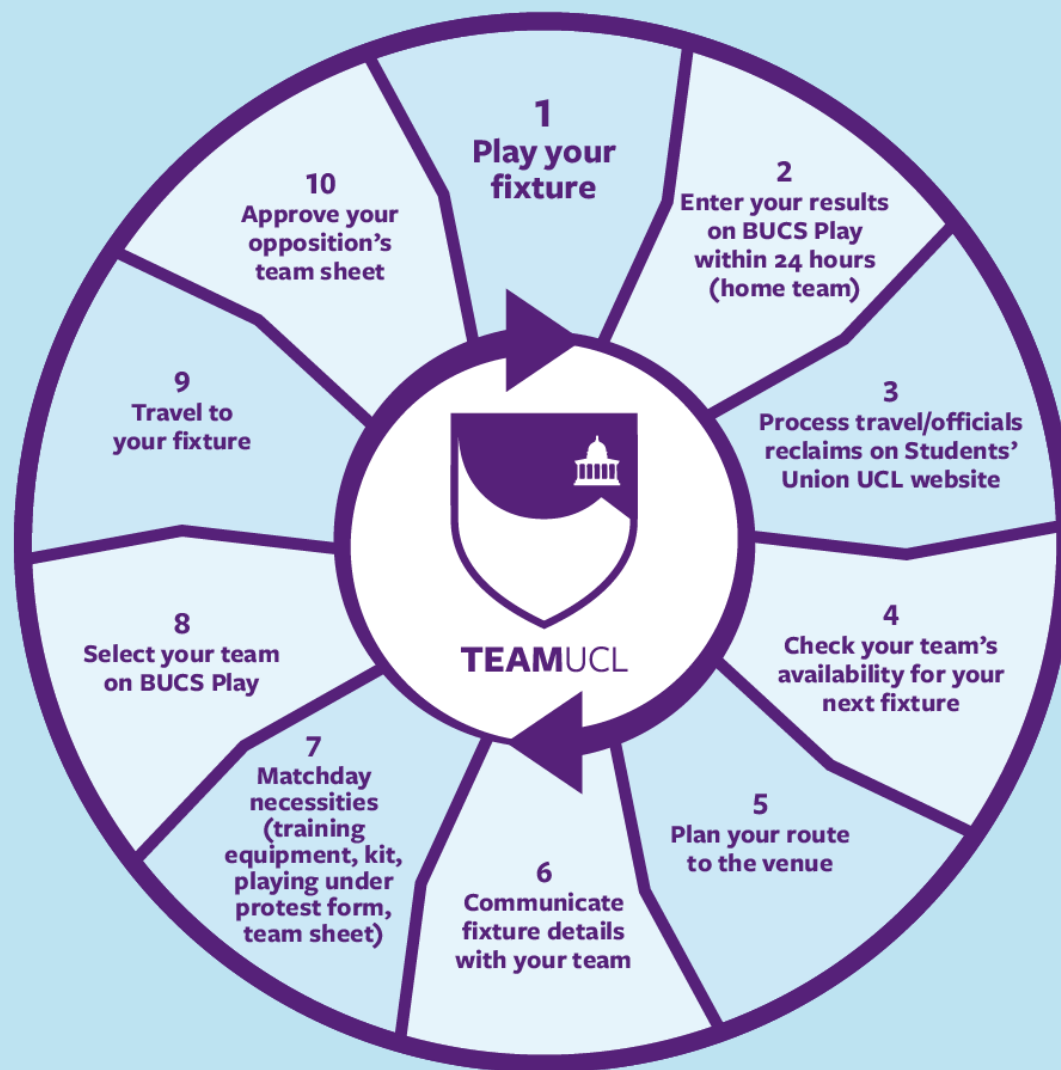 1
Play your
fixture
2
Enter your results
on BUCS Play
within 24 hours
(home team)
3
Process travel/officials
reclaims on Students’
Union UCL website
4
Check your team’s
availability for your
next fixture
5
Plan your route
to the venue
6
Communicate
fixture details
with your team
7
Matchday
necessities
(training
equipment, kit,
playing under
protest form,
team sheet)
8
Select your team
on BUCS Play
9
Travel to
your fixture
10
Approve your
opposition’s
team sheet
TEAMUCL